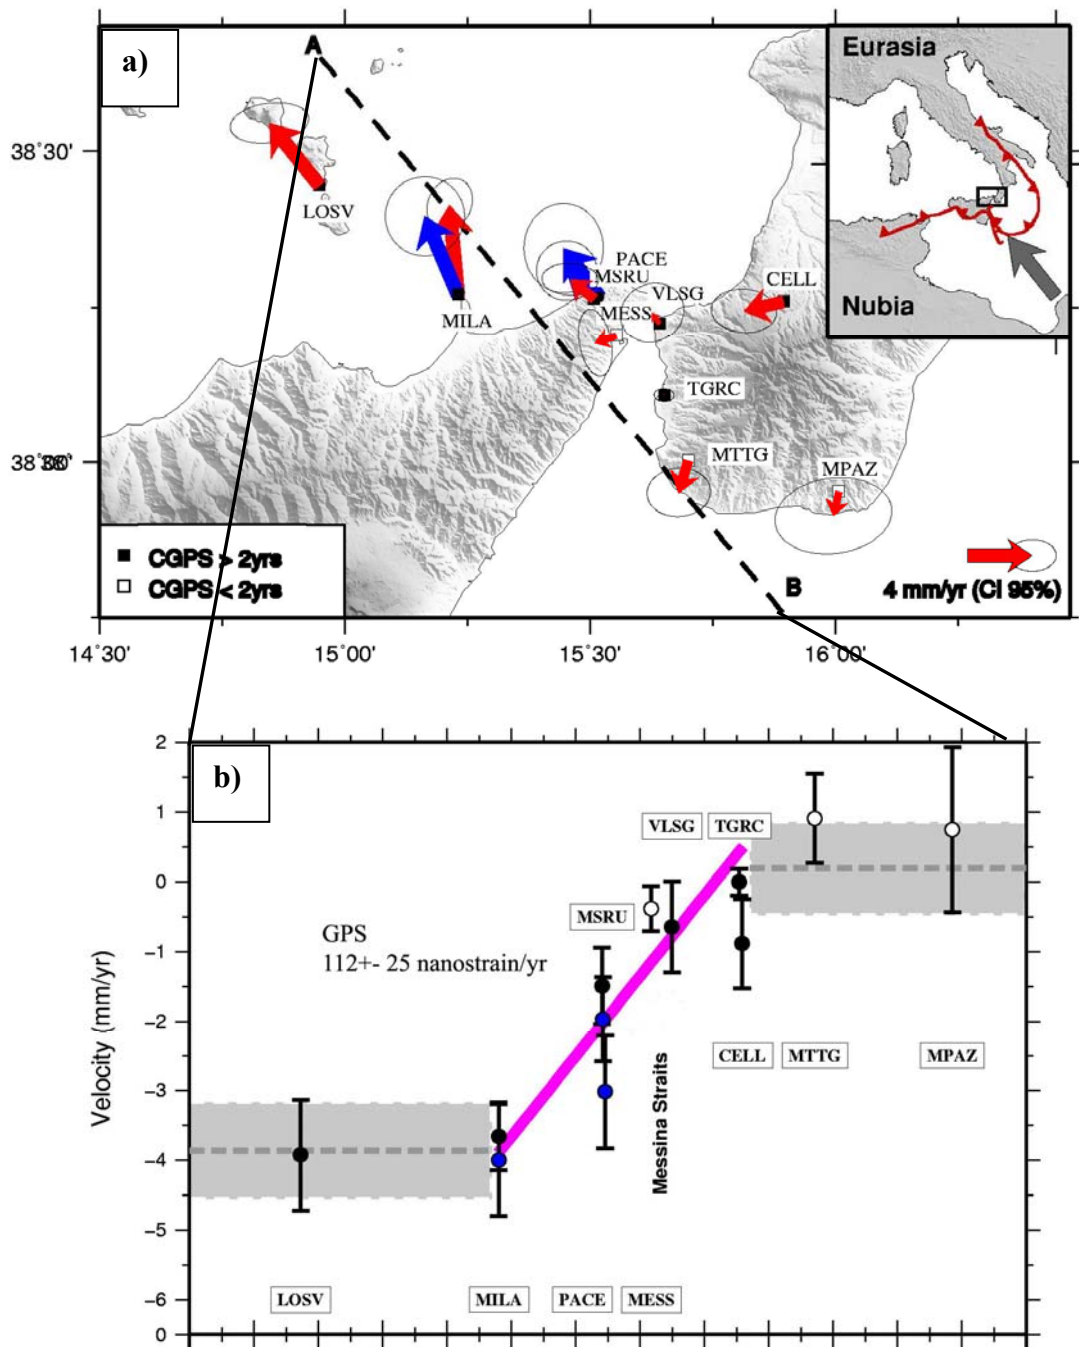 a)
A
Eurasia
Nubia
38°30'
LOSV
MILA
PACE
MSRU
VLSG
MESS
CELL
TGRC
MTTG
MPAZ
CGPS > 2yrs
CGPS < 2yrs
B
4 mm/yr (CI 95%)
14°30' 15°00' 15°30' 16°00'
b)
2
1
0
−1
−2
−3
−4
−5
−6
0
Velocity (mm/yr)
VLSG TGRC
MSRU
GPS
112+- 25 nanostrain/yr
Messina Straits
CELL MTTG MPAZ
LOSV MILA PACE MESS